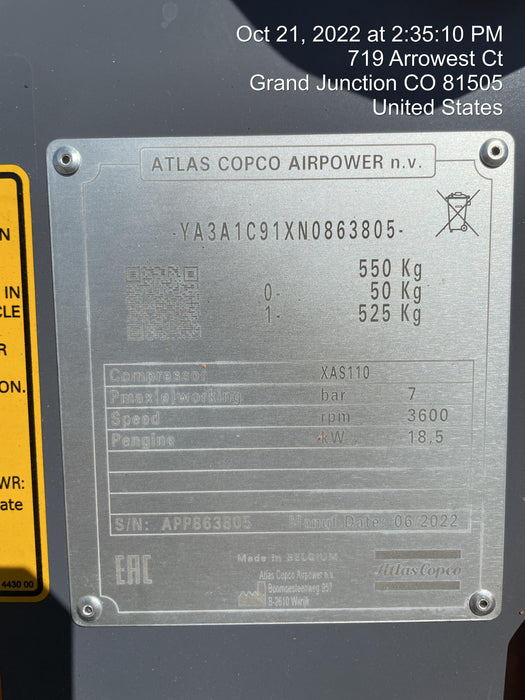 Oct 21, 2022 at 2:35:10 PM
719 Arrowest Ct
Grand Junction CO 81505
United States
ATLAS COPCO AIRPOWER n.v.
-YA3A1C91XN0863805-
550 Kg
0- 50 Kg
1- 525 Kg
Compressor XAS110
Pmax(e)working bar 7
Speed rpm 3600
Pengine kW 18,5
S/N: APP863805 Manuf.Date: 06/2022
EAC
Made in BELGIUM
Atlas Copco Airpower n.v.
Boomsesteenweg 957
B-2610 Wilrijk
Atlas Copco
N
IN
CLE
R
ON.
WR:
ate
4430 00